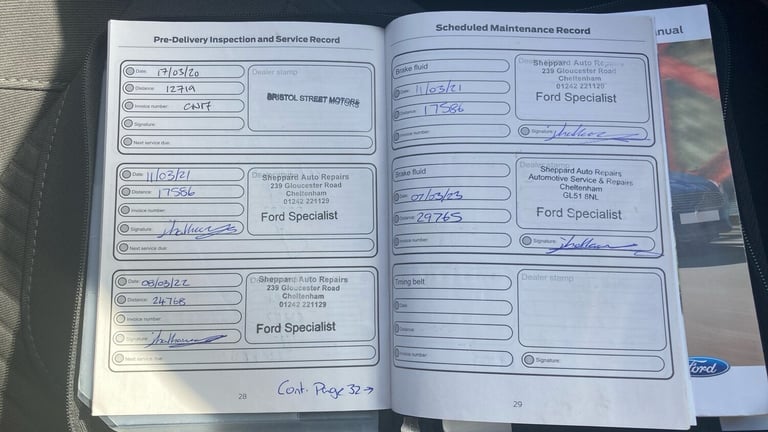 Pre-Delivery Inspection and Service Record
Date: 17/03/20
Distance: 12719
Invoice number:
Signature:
Next service due:
Dealer stamp
BRISTOL STREET MOTORS
Date: 11/03/21
Distance: 17586
Invoice number:
Signature:
Next service due:
Sheppard Auto Repairs
239 Gloucester Road
Cheltenham
01242 221129
Ford Specialist
Date: 08/03/22
Distance: 24768
Invoice number:
Signature:
Next service due:
Sheppard Auto Repairs
239 Gloucester Road
Cheltenham
01242 221129
Ford Specialist
28
Cont. Page 32 →
Scheduled Maintenance Record
Brake fluid
Date: 11/03/21
Distance: 17586
Invoice number:
Sheppard Auto Repairs
239 Gloucester Road
Cheltenham
01242 221129
Ford Specialist
Signature:
Brake fluid
Date: 07/03/23
Distance: 29765
Invoice number:
Dealer stamp
Sheppard Auto Repairs
Automotive Service & Repairs
Cheltenham
GL51 8NL
Ford Specialist
Signature:
Timing belt
Date:
Distance:
Invoice number:
Dealer stamp
Signature:
29
nual
Ford